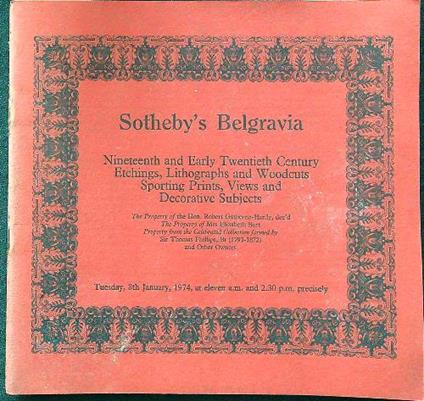 Sotheby's Belgravia
Nineteenth and Early Twentieth Century
Etchings, Lithographs and Woodcuts
Sporting Prints, Views and
Decorative Subjects
The Property of the Hon. Robert Gathorne-Hardy, dec'd
The Property of Mrs Elizabeth Burt
Property from the Celebrated Collection formed by
Sir Thomas Phillips, Bt (1792-1872)
and Other Owners
Tuesday, 8th January, 1974, at eleven a.m. and 2.30 p.m. precisely